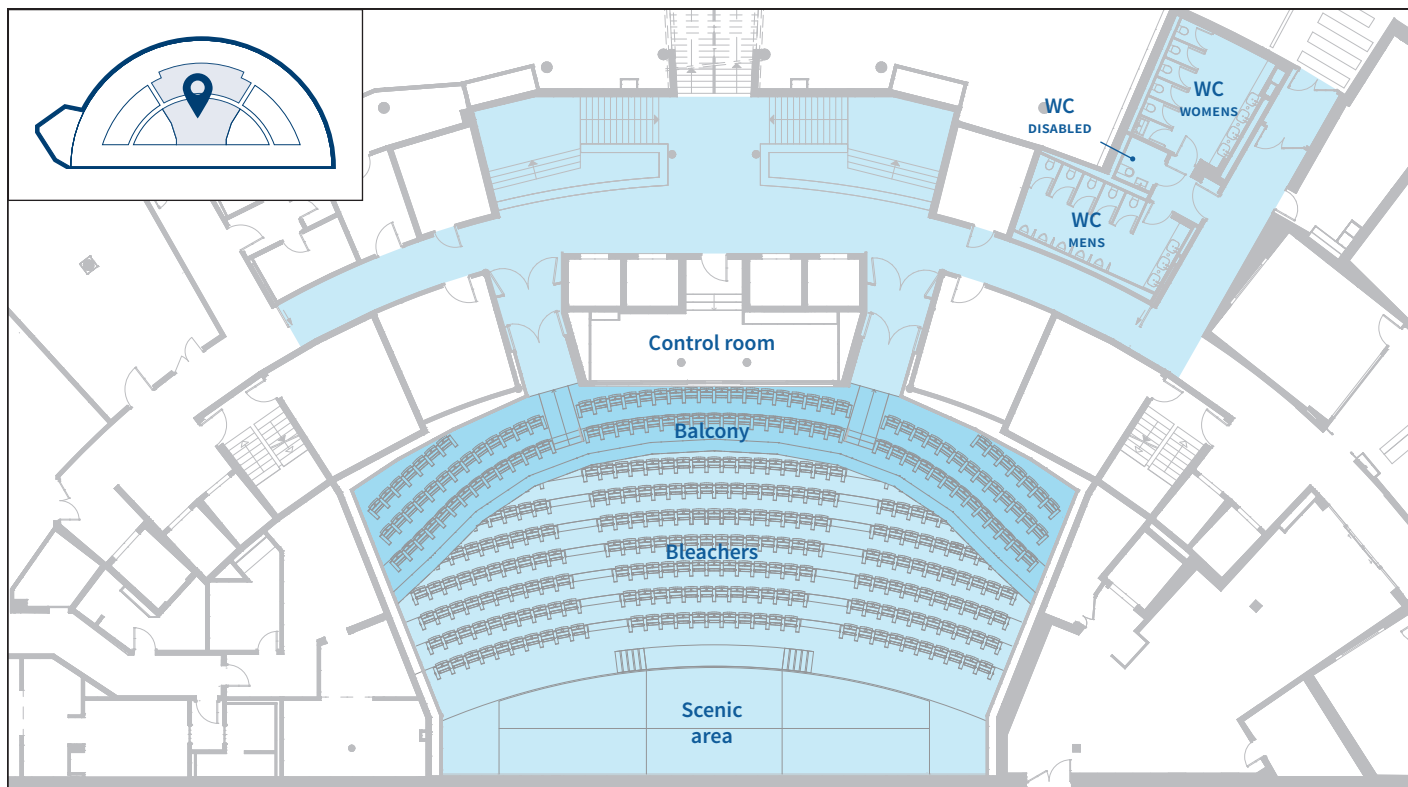 WC
WOMENS
WC
DISABLED
WC
MENS
Control room
Balcony
Bleachers
Scenic
area